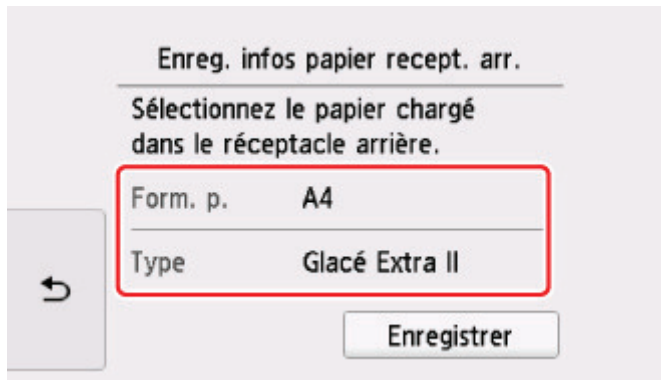 Enreg. infos papier recept. arr.
Sélectionnez le papier chargé
dans le réceptacle arrière.
Form. p. A4
Type Glacé Extra II
Enregistrer